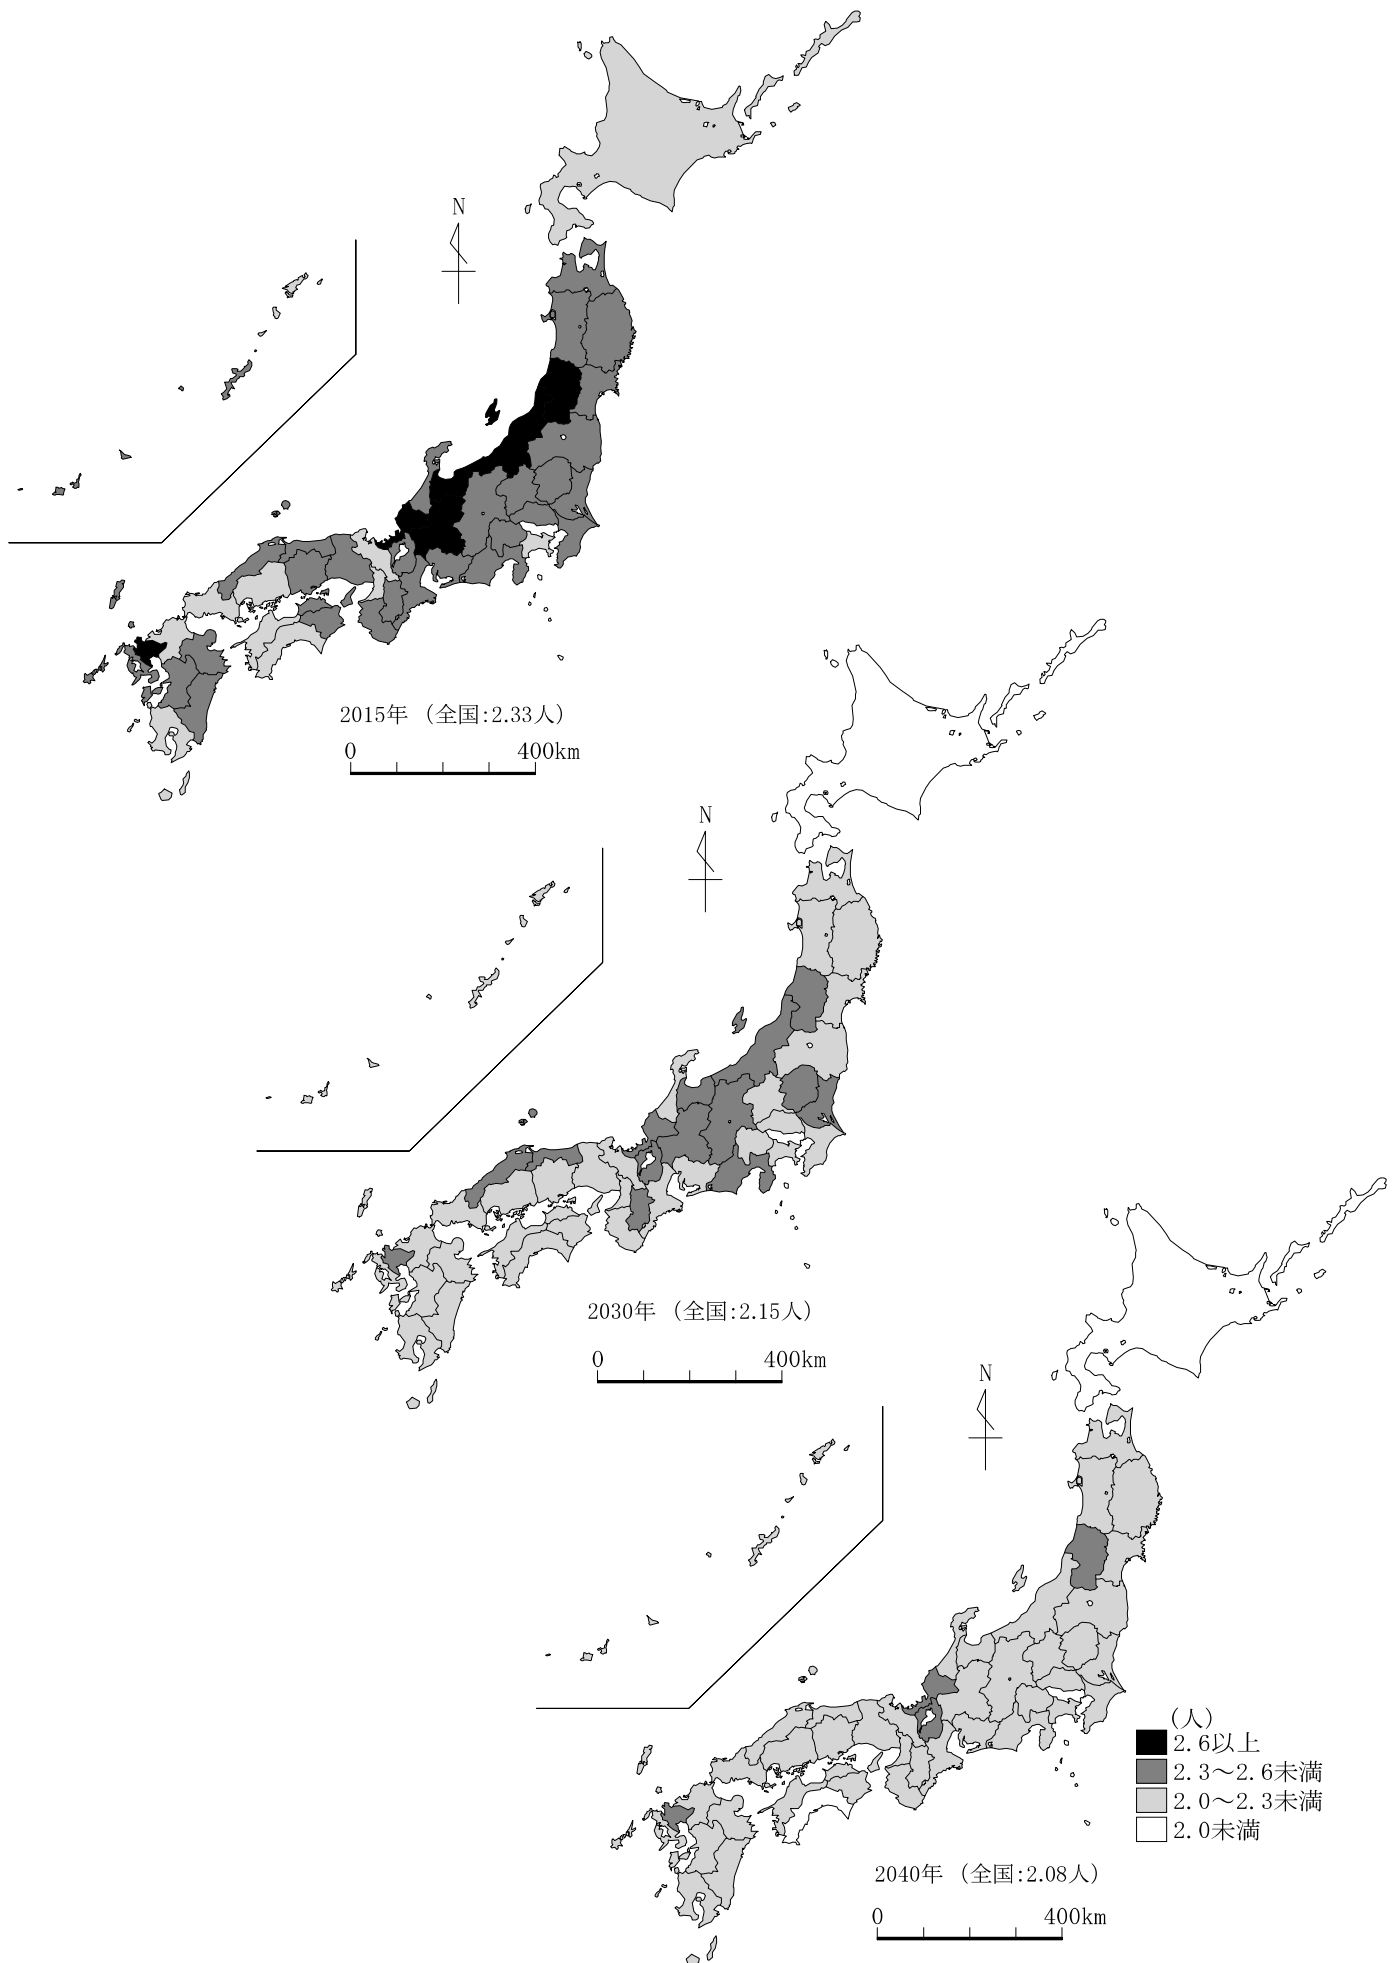 N
2015年 (全国:2.33人)
0 400km
N
2030年 (全国:2.15人)
0 400km
N
(人)
2.6以上
2.3～2.6未満
2.0～2.3未満
2.0未満
2040年 (全国:2.08人)
0 400km